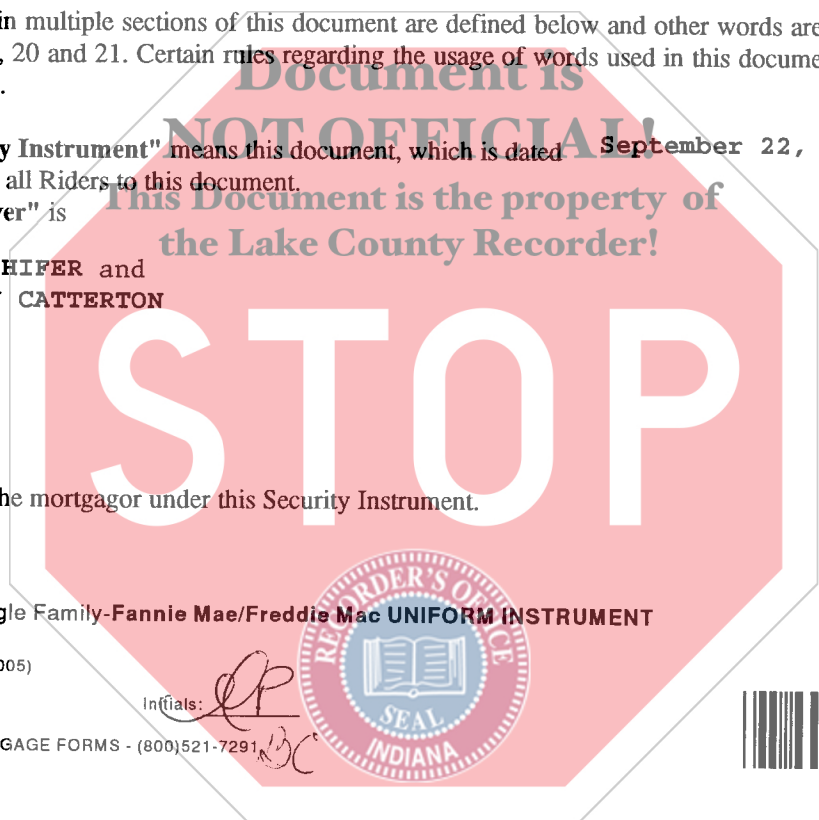 in multiple sections of this document are defined below and other words are
, 20 and 21. Certain rules regarding the usage of words used in this docume
.
Document is
NOT OFFICIAL!
y Instrument" means this document, which is dated September 22,
all Riders to this document.
This Document is the property of
er" is
the Lake County Recorder!
HIFER and
CATTERTON
STOP
he mortgagor under this Security Instrument.
gle Family-Fannie Mae/Freddie Mac UNIFORM INSTRUMENT
RECORDER'S OFFICE
005)
Initials:
SEAL
GAGE FORMS - (800)521-7291
INDIANA